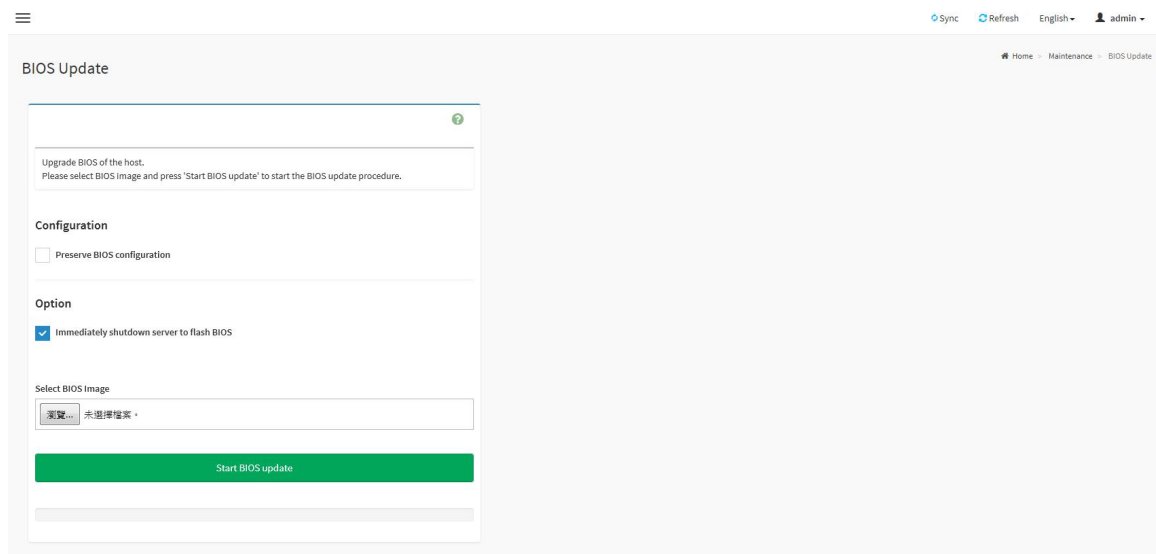 Sync Refresh English admin
BIOS Update
Home > Maintenance > BIOS Update
?
Upgrade BIOS of the host.
Please select BIOS image and press 'Start BIOS update' to start the BIOS update procedure.
Configuration
Preserve BIOS configuration
Option
Immediately shutdown server to flash BIOS
Select BIOS Image
瀏覽... 未選擇檔案。
Start BIOS update